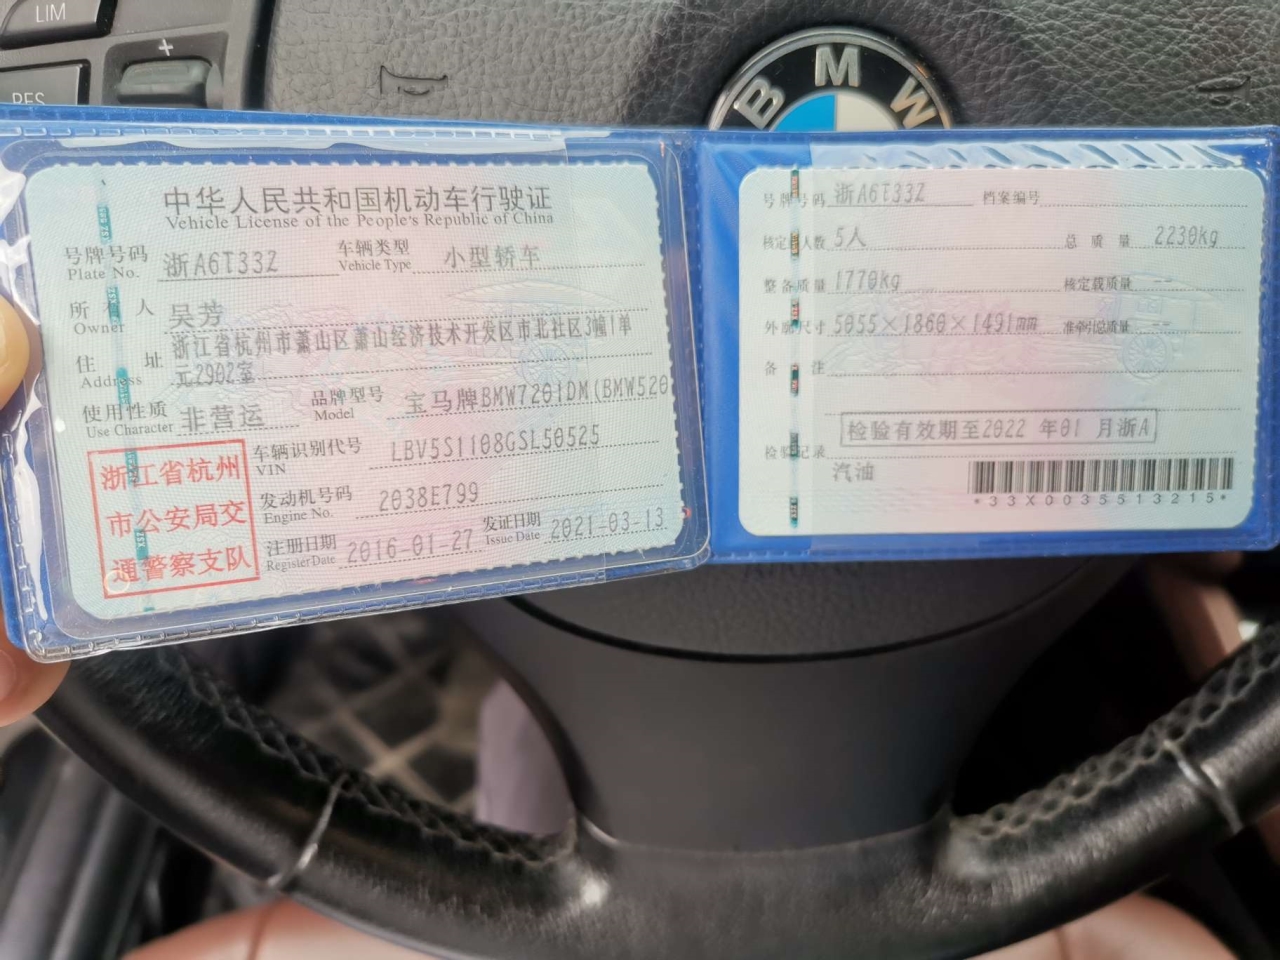 LIM
+
RES
BMW
中华人民共和国机动车行驶证
Vehicle License of the People's Republic of China
号牌号码 浙A6T33Z 车辆类型 小型轿车
Plate No. Vehicle Type
所有人 吴芳
Owner
住址 浙江省杭州市萧山区萧山经济技术开发区市北社区3幢1单
Address 元2902室
使用性质 非营运 品牌型号 宝马牌BMW7201DM(BMW520
Use Character Model
浙江省杭州
市公安局交
通警察支队
车辆识别代号 LBV5S1108GSL50525
VIN
发动机号码 2038E799
Engine No.
注册日期 2016-01-27 发证日期 2021-03-13
Register Date Issue Date
号牌号码 浙A6T33Z 档案编号
核定人数 5人 总质量 2230kg
整备质量 1770kg 核定载质量 --
外廓尺寸 5055×1860×1491mm 准牵引总质量 --
备注
检验有效期至2022 年01 月浙A
检验记录
汽油
*33X0035513215*